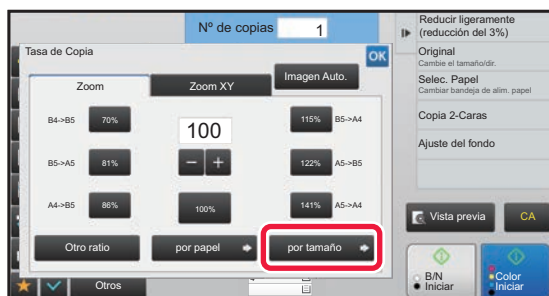 Nº de copias
1
Tasa de Copia
OK
Zoom
Zoom XY
Imagen Auto.
B4->B5
70%
100
115%
B5->A4
B5->A5
81%
122%
A5->B5
A4->B5
86%
100%
141%
A5->A4
Otro ratio
por papel
por tamaño
Otros
Reducir ligeramente
(reducción del 3%)
Original
Cambie el tamaño/dir.
Selec. Papel
Cambiar bandeja de alim. papel
Copia 2-Caras
Ajuste del fondo
Vista previa
CA
B/N
Iniciar
Color
Iniciar